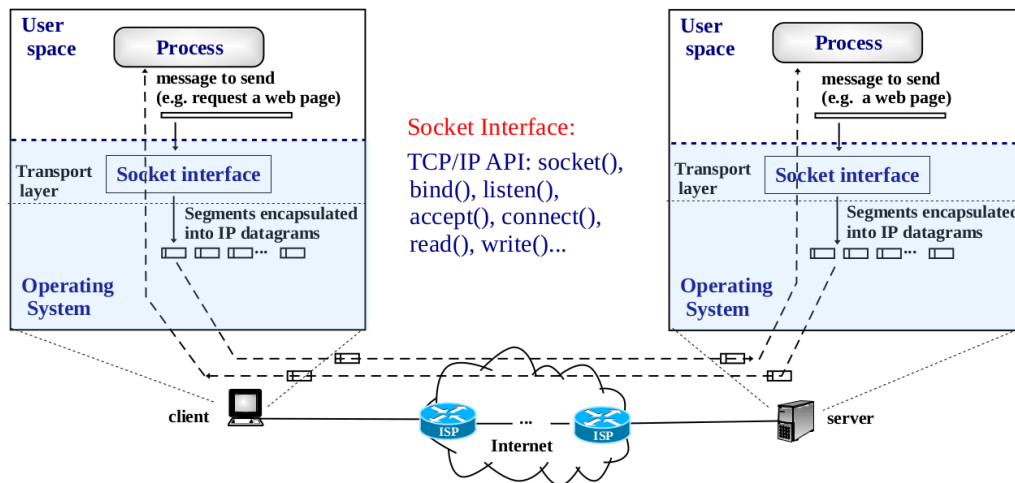 User
space
Process
message to send
(e.g. request a web page)
Transport
layer
Socket interface
Segments encapsulated
into IP datagrams
...
Operating
System
Socket Interface:
TCP/IP API: socket(),
bind(), listen(),
accept(), connect(),
read(), write()...
User
space
Process
message to send
(e.g. a web page)
Transport
layer
Socket interface
Segments encapsulated
into IP datagrams
...
Operating
System
client
ISP
...
ISP
Internet
server